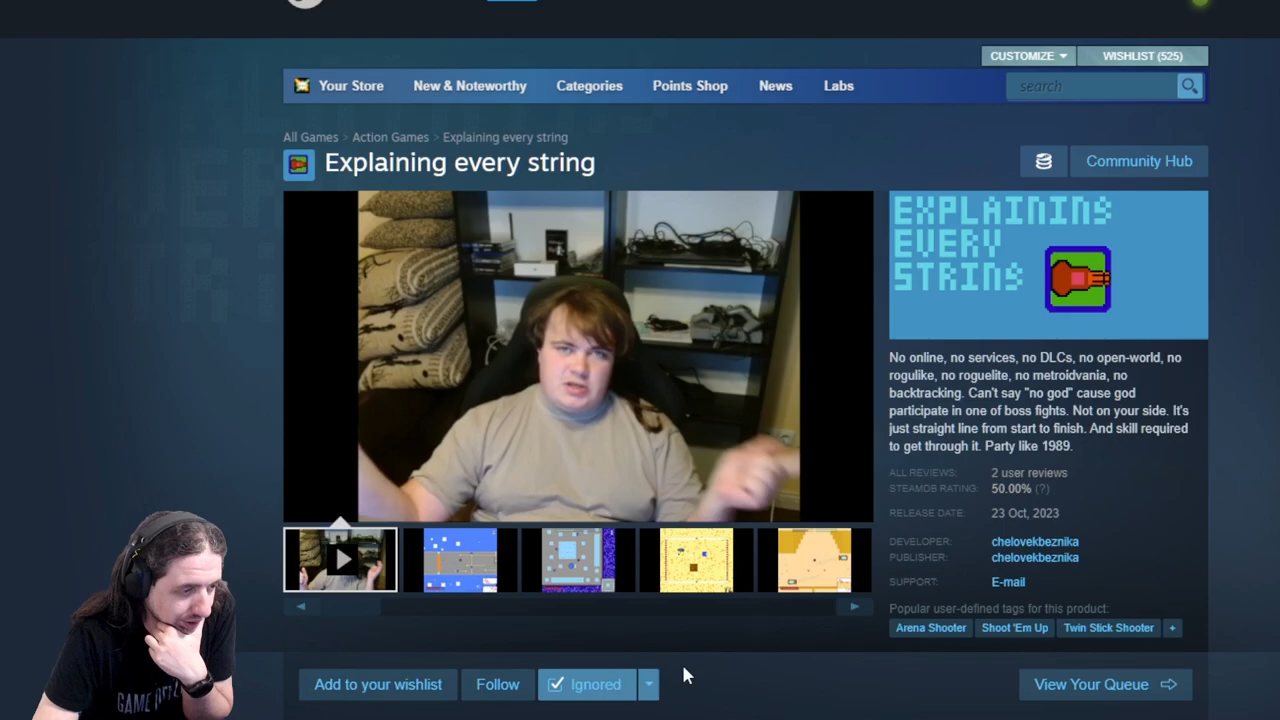 CUSTOMIZE
WISHLIST (525)
Your Store
New & Noteworthy
Categories
Points Shop
News
Labs
search
All Games > Action Games > Explaining every string
Explaining every string
Community Hub
EXPLAINING
EVERY
STRING
No online, no services, no DLCs, no open-world, no
rogulike, no roguelite, no metroidvania, no
backtracking. Can't say "no god" cause god
participate in one of boss fights. Not on your side. It's
just straight line from start to finish. And skill required
to get through it. Party like 1989.
ALL REVIEWS: 2 user reviews
STEAMDB RATING: 50.00% (?)
RELEASE DATE: 23 Oct, 2023
DEVELOPER: chelovekbeznika
PUBLISHER: chelovekbeznika
SUPPORT: E-mail
Popular user-defined tags for this product:
Arena Shooter
Shoot 'Em Up
Twin Stick Shooter
+
Add to your wishlist
Follow
Ignored
View Your Queue